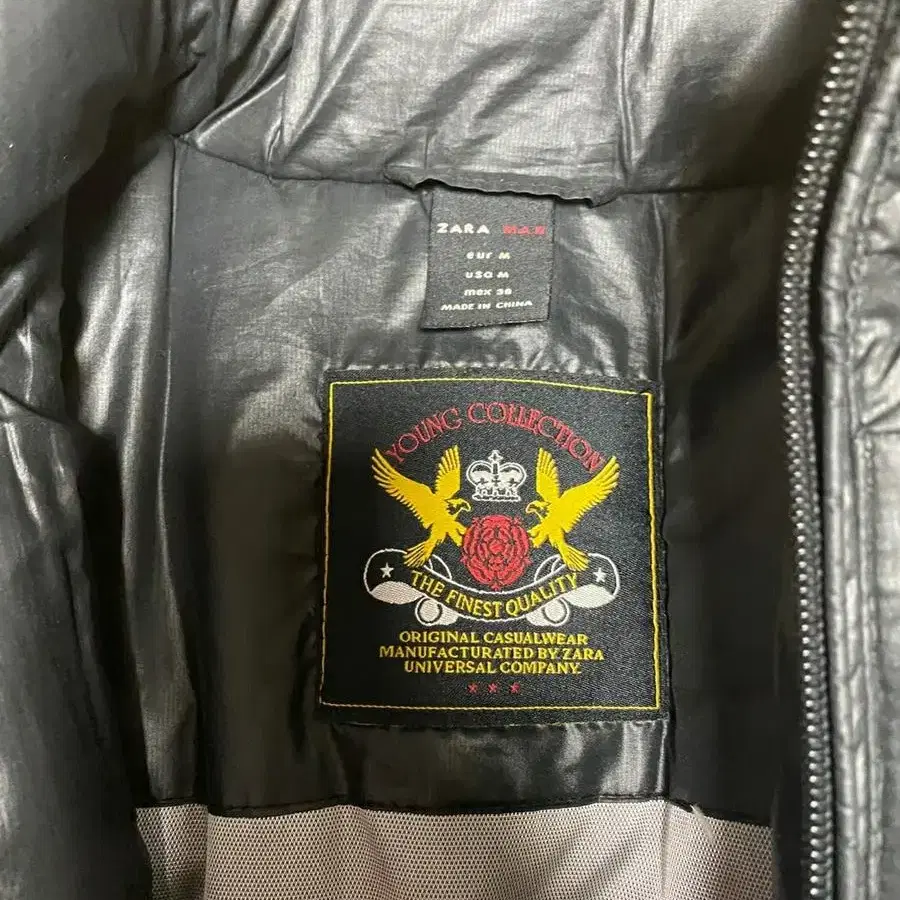 ZARA MAN
eur M
usa M
mex 38
MADE IN CHINA
YOUNG COLLECTION
THE FINEST QUALITY
ORIGINAL CASUALWEAR
MANUFACTURATED BY ZARA
UNIVERSAL COMPANY.